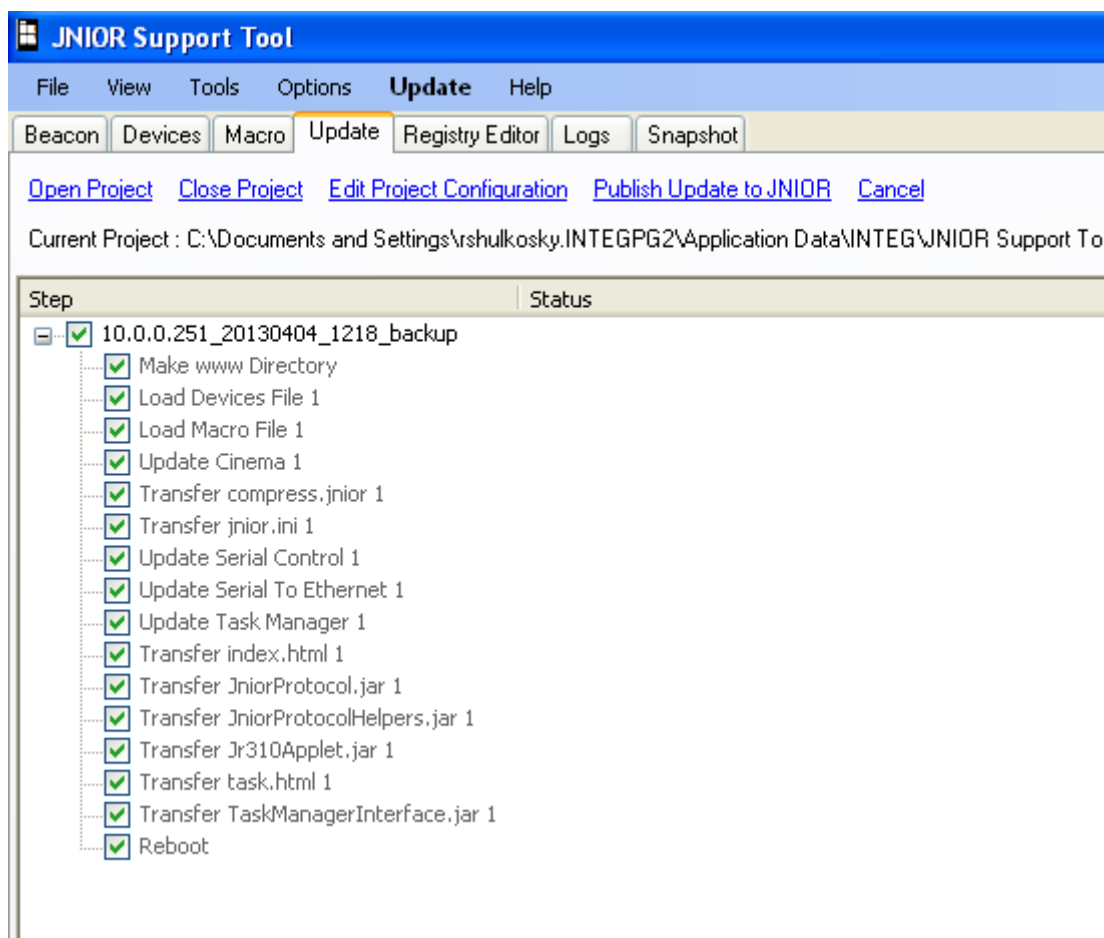 JNIOR Support Tool
File View Tools Options Update Help
Beacon Devices Macro Update Registry Editor Logs Snapshot
Open Project Close Project Edit Project Configuration Publish Update to JNIOR Cancel
Current Project : C:\Documents and Settings\rshulkosky.INTEGPG2\Application Data\INTEG\JNIOR Support To
Step Status
10.0.0.251_20130404_1218_backup
Make www Directory
Load Devices File 1
Load Macro File 1
Update Cinema 1
Transfer compress.jnior 1
Transfer jnior.ini 1
Update Serial Control 1
Update Serial To Ethernet 1
Update Task Manager 1
Transfer index.html 1
Transfer JniorProtocol.jar 1
Transfer JniorProtocolHelpers.jar 1
Transfer Jr310Applet.jar 1
Transfer task.html 1
Transfer TaskManagerInterface.jar 1
Reboot